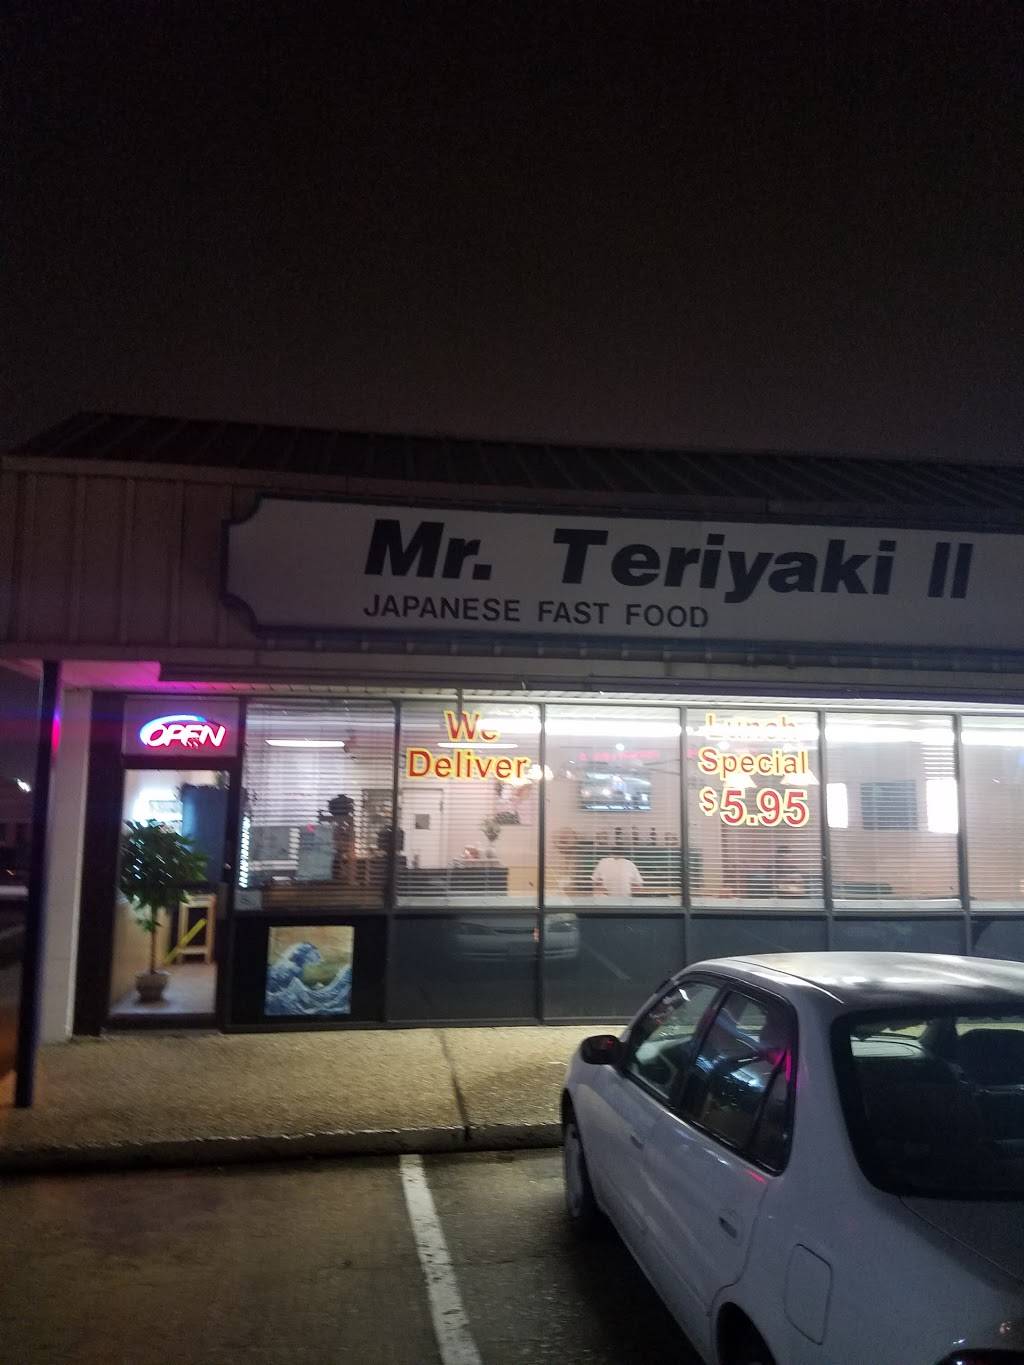 Mr. Teriyaki II
JAPANESE FAST FOOD
OPEN
We
Deliver
Lunch
Special
$5.95